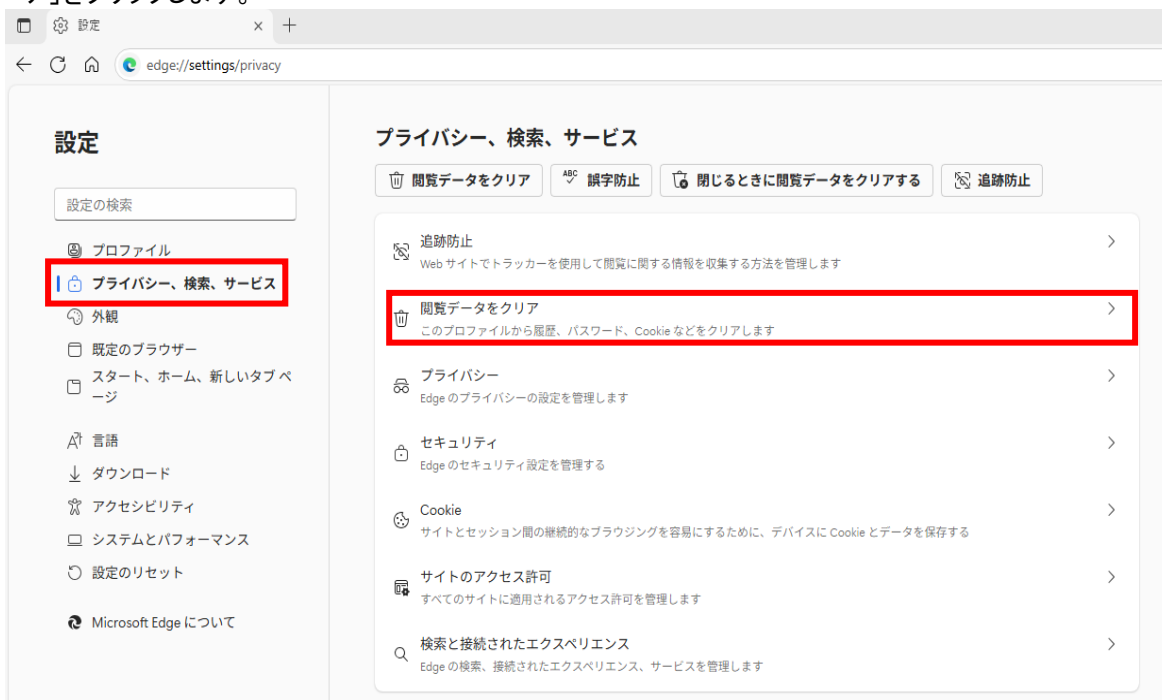 設定
edge://settings/privacy
設定
設定の検索
プロファイル
プライバシー、検索、サービス
外観
既定のブラウザー
スタート、ホーム、新しいタブ ペ
ージ
言語
ダウンロード
アクセシビリティ
システムとパフォーマンス
設定のリセット
Microsoft Edge について
プライバシー、検索、サービス
閲覧データをクリア
ABC 誤字防止
閉じるときに閲覧データをクリアする
追跡防止
追跡防止
Web サイトでトラッカーを使用して閲覧に関する情報を収集する方法を管理します
閲覧データをクリア
このプロファイルから履歴、パスワード、Cookie などをクリアします
プライバシー
Edge のプライバシーの設定を管理します
セキュリティ
Edge のセキュリティ設定を管理する
Cookie
サイトとセッション間の継続的なブラウジングを容易にするために、デバイスに Cookie とデータを保存する
サイトのアクセス許可
すべてのサイトに適用されるアクセス許可を管理します
検索と接続されたエクスペリエンス
Edge の検索、接続されたエクスペリエンス、サービスを管理します